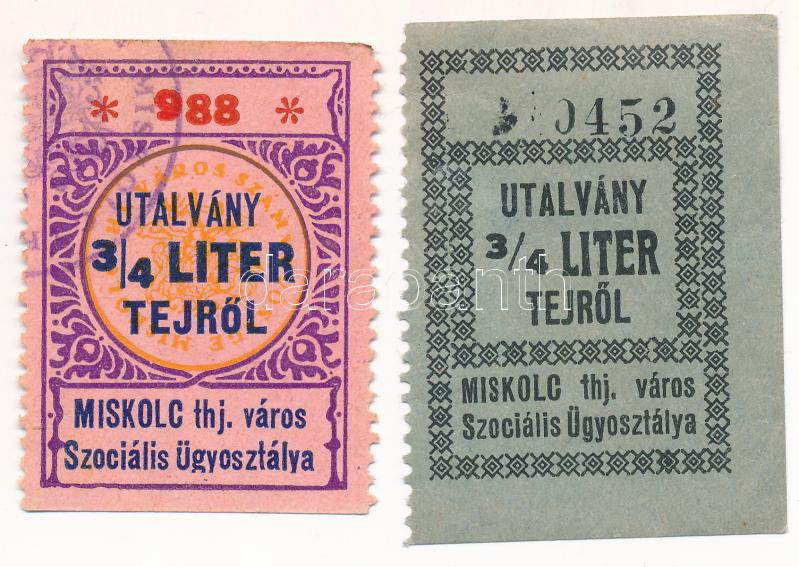 * 988 *
UTALVÁNY
3/4 LITER
TEJRŐL
MISKOLC thj. város
Szociális Ügyosztálya
0452
UTALVÁNY
3/4 LITER
TEJRŐL
MISKOLC thj. város
Szociális Ügyosztálya
darabanth